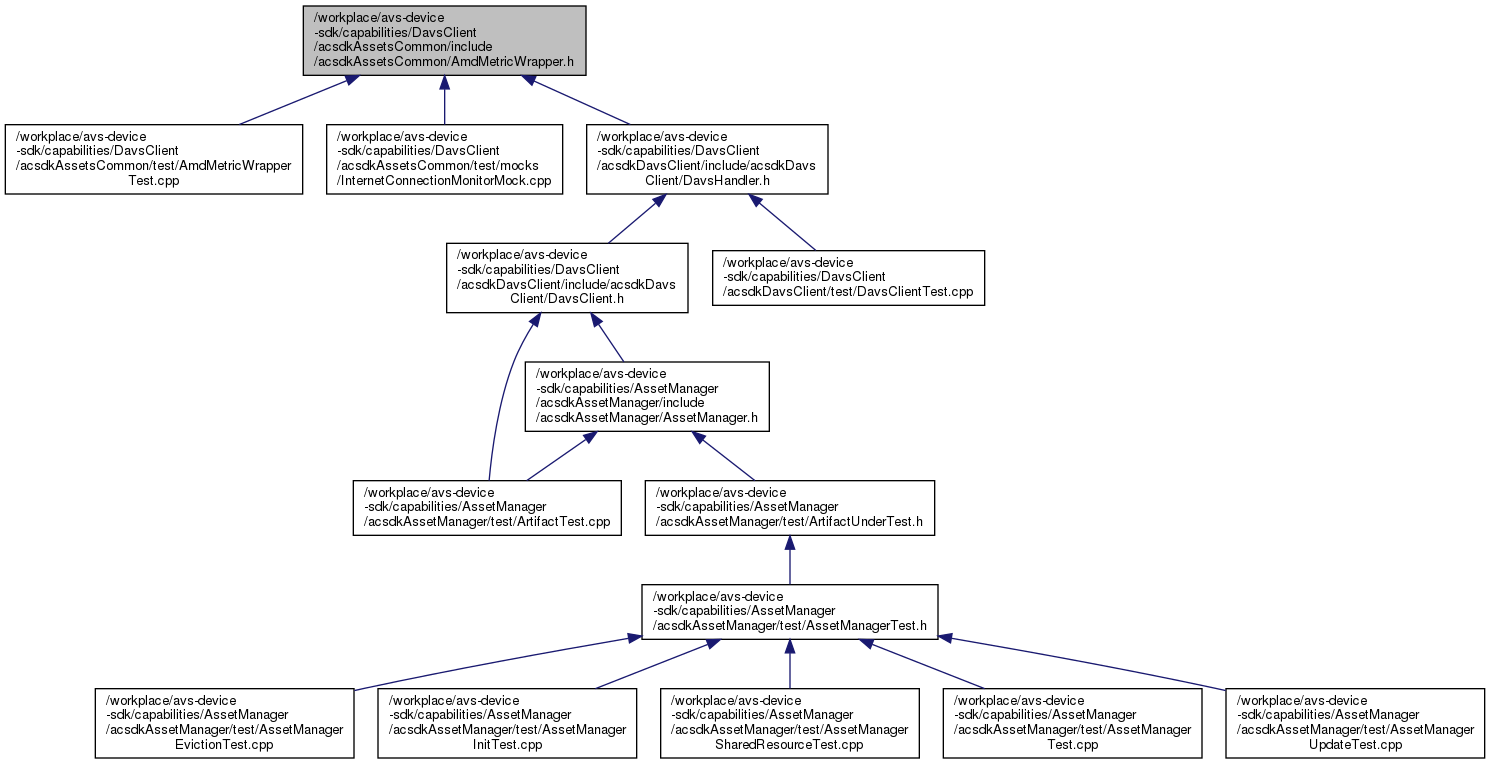 /workplace/avs-device
-sdk/capabilities/DavsClient
/acsdkAssetsCommon/include
/acsdkAssetsCommon/AmdMetricWrapper.h
/workplace/avs-device
-sdk/capabilities/DavsClient
/acsdkAssetsCommon/test/AmdMetricWrapper
Test.cpp
/workplace/avs-device
-sdk/capabilities/DavsClient
/acsdkAssetsCommon/test/mocks
/InternetConnectionMonitorMock.cpp
/workplace/avs-device
-sdk/capabilities/DavsClient
/acsdkDavsClient/include/acsdkDavs
Client/DavsHandler.h
/workplace/avs-device
-sdk/capabilities/DavsClient
/acsdkDavsClient/include/acsdkDavs
Client/DavsClient.h
/workplace/avs-device
-sdk/capabilities/DavsClient
/acsdkDavsClient/test/DavsClientTest.cpp
/workplace/avs-device
-sdk/capabilities/AssetManager
/acsdkAssetManager/include
/acsdkAssetManager/AssetManager.h
/workplace/avs-device
-sdk/capabilities/AssetManager
/acsdkAssetManager/test/ArtifactTest.cpp
/workplace/avs-device
-sdk/capabilities/AssetManager
/acsdkAssetManager/test/ArtifactUnderTest.h
/workplace/avs-device
-sdk/capabilities/AssetManager
/acsdkAssetManager/test/AssetManagerTest.h
/workplace/avs-device
-sdk/capabilities/AssetManager
/acsdkAssetManager/test/AssetManager
EvictionTest.cpp
/workplace/avs-device
-sdk/capabilities/AssetManager
/acsdkAssetManager/test/AssetManager
InitTest.cpp
/workplace/avs-device
-sdk/capabilities/AssetManager
/acsdkAssetManager/test/AssetManager
SharedResourceTest.cpp
/workplace/avs-device
-sdk/capabilities/AssetManager
/acsdkAssetManager/test/AssetManager
Test.cpp
/workplace/avs-device
-sdk/capabilities/AssetManager
/acsdkAssetManager/test/AssetManager
UpdateTest.cpp